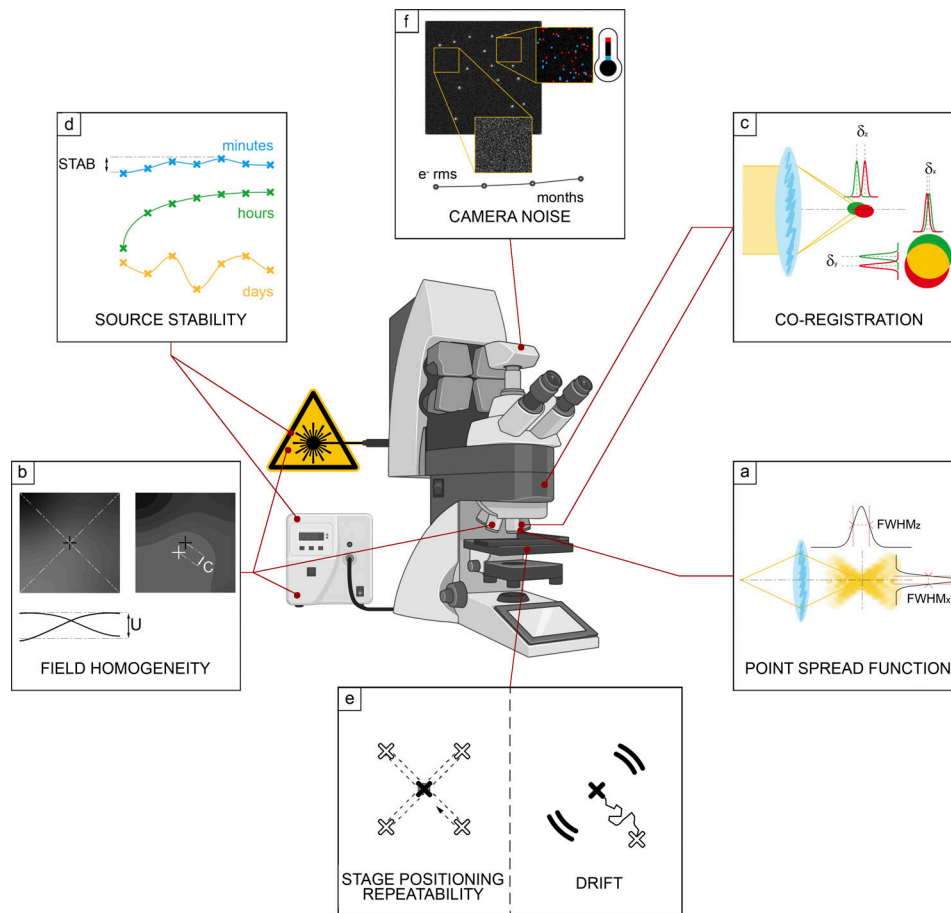 f
e⁻ rms
months
CAMERA NOISE
d
STAB
minutes
hours
days
SOURCE STABILITY
c
δz
δx
δy
CO-REGISTRATION
b
C
U
FIELD HOMOGENEITY
a
FWHMz
FWHMx
POINT SPREAD FUNCTION
e
STAGE POSITIONING
REPEATABILITY
DRIFT